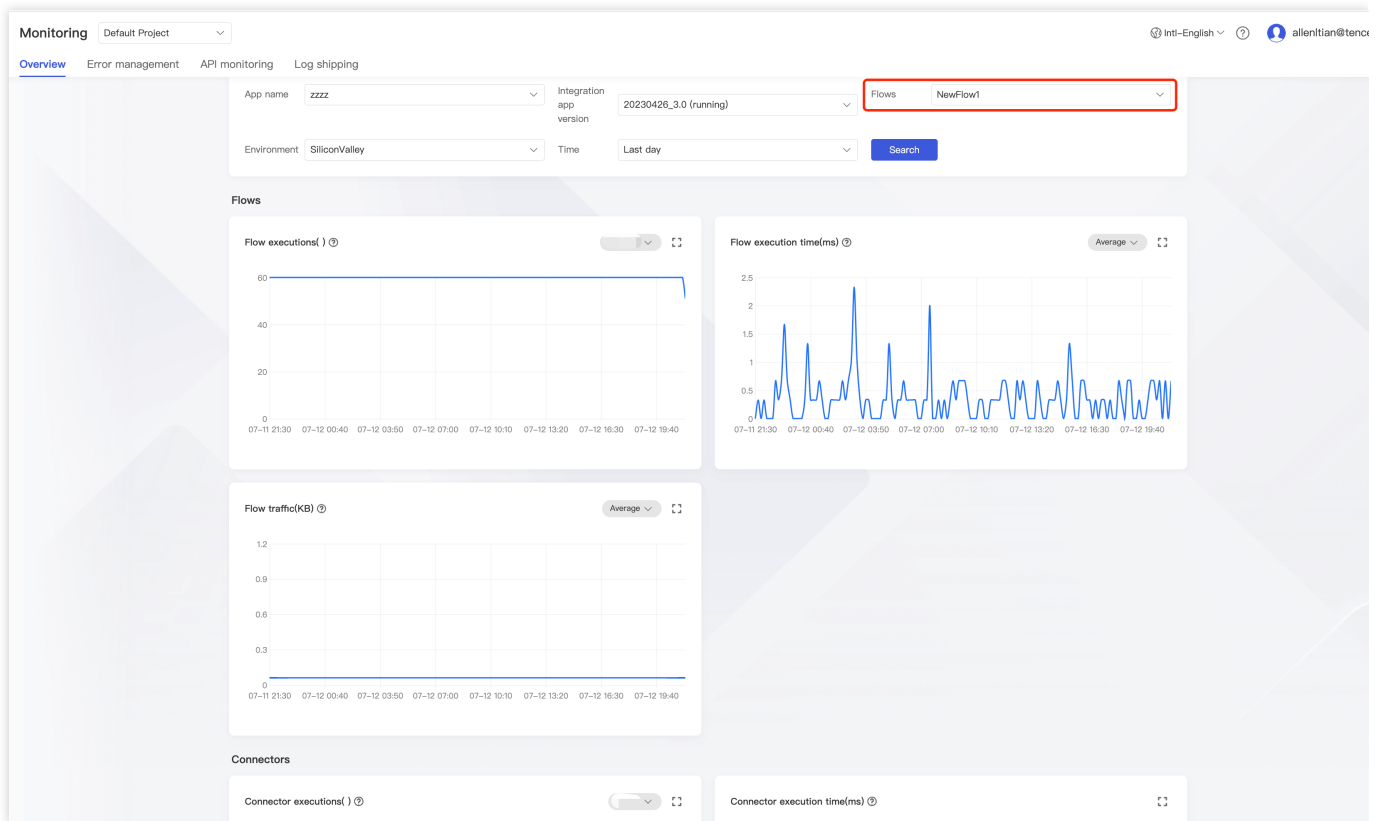 Monitoring Default Project Intl-English ? allenltian@tence
Overview Error management API monitoring Log shipping
App name zzzz Integration app version 20230426_3.0 (running) Flows NewFlow1
Environment SiliconValley Time Last day Search
Flows
Flow executions( ) ?
60
40
20
0
07-11 21:30 07-12 00:40 07-12 03:50 07-12 07:00 07-12 10:10 07-12 13:20 07-12 16:30 07-12 19:40
Flow execution time(ms) ? Average
2.5
2
1.5
1
0.5
0
07-11 21:30 07-12 00:40 07-12 03:50 07-12 07:00 07-12 10:10 07-12 13:20 07-12 16:30 07-12 19:40
Flow traffic(KB) ? Average
1.2
0.9
0.6
0.3
0
07-11 21:30 07-12 00:40 07-12 03:50 07-12 07:00 07-12 10:10 07-12 13:20 07-12 16:30 07-12 19:40
Connectors
Connector executions( ) ?
Connector execution time(ms) ?